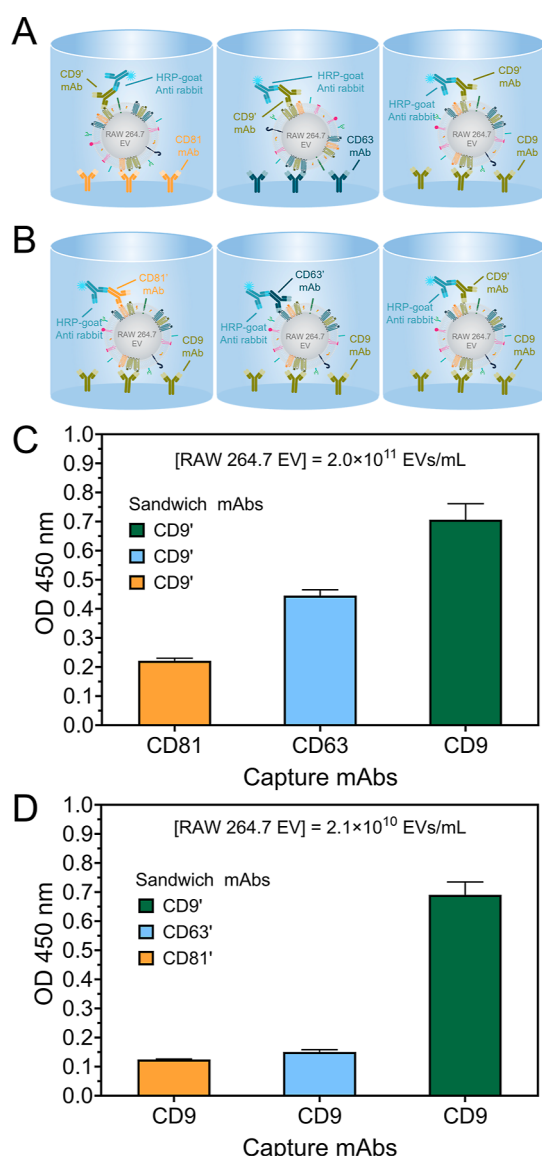 A
CD9'
mAb
HRP-goat
Anti rabbit
RAW 264.7
EV
CD81
mAb
HRP-goat
Anti rabbit
CD9'
mAb
RAW 264.7
EV
CD63
mAb
CD9'
mAb
HRP-goat
Anti rabbit
RAW 264.7
EV
CD9
mAb
B
CD81'
mAb
HRP-goat
Anti rabbit
RAW 264.7
EV
CD9
mAb
CD63'
mAb
HRP-goat
Anti rabbit
RAW 264.7
EV
CD9
mAb
CD9'
mAb
HRP-goat
Anti rabbit
RAW 264.7
EV
CD9
mAb
C
[RAW 264.7 EV] = 2.0×10¹¹ EVs/mL
Sandwich mAbs
CD9'
CD9'
CD9'
OD 450 nm
1.0
0.9
0.8
0.7
0.6
0.5
0.4
0.3
0.2
0.1
0.0
CD81 CD63 CD9
Capture mAbs
D
[RAW 264.7 EV] = 2.1×10¹⁰ EVs/mL
Sandwich mAbs
CD9'
CD63'
CD81'
OD 450 nm
1.0
0.9
0.8
0.7
0.6
0.5
0.4
0.3
0.2
0.1
0.0
CD9 CD9 CD9
Capture mAbs